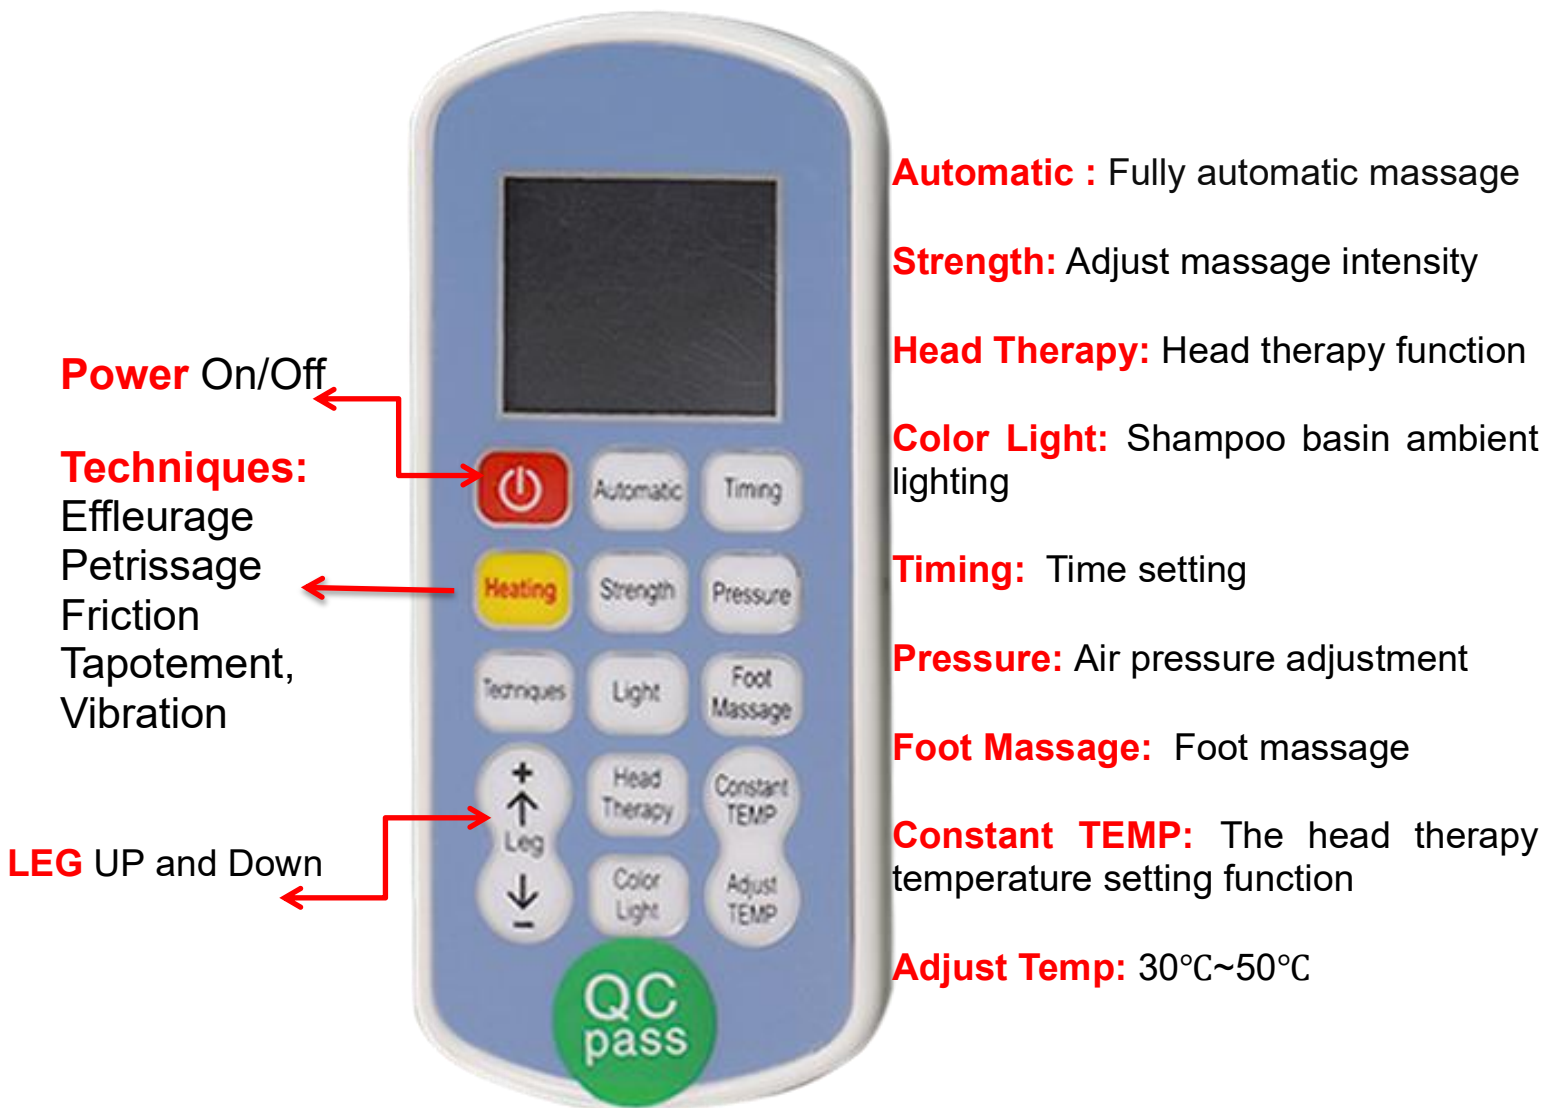 Power On/Off
Techniques:
Effleurage
Petrissage
Friction
Tapotement,
Vibration
LEG UP and Down
Automatic
Timing
Heating
Strength
Pressure
Techniques
Light
Foot
Massage
+
Leg
−
Head
Therapy
Constant
TEMP
Color
Light
Adjust
TEMP
QC
pass
Automatic : Fully automatic massage
Strength: Adjust massage intensity
Head Therapy: Head therapy function
Color Light: Shampoo basin ambient
lighting
Timing: Time setting
Pressure: Air pressure adjustment
Foot Massage: Foot massage
Constant TEMP: The head therapy
temperature setting function
Adjust Temp: 30℃~50℃